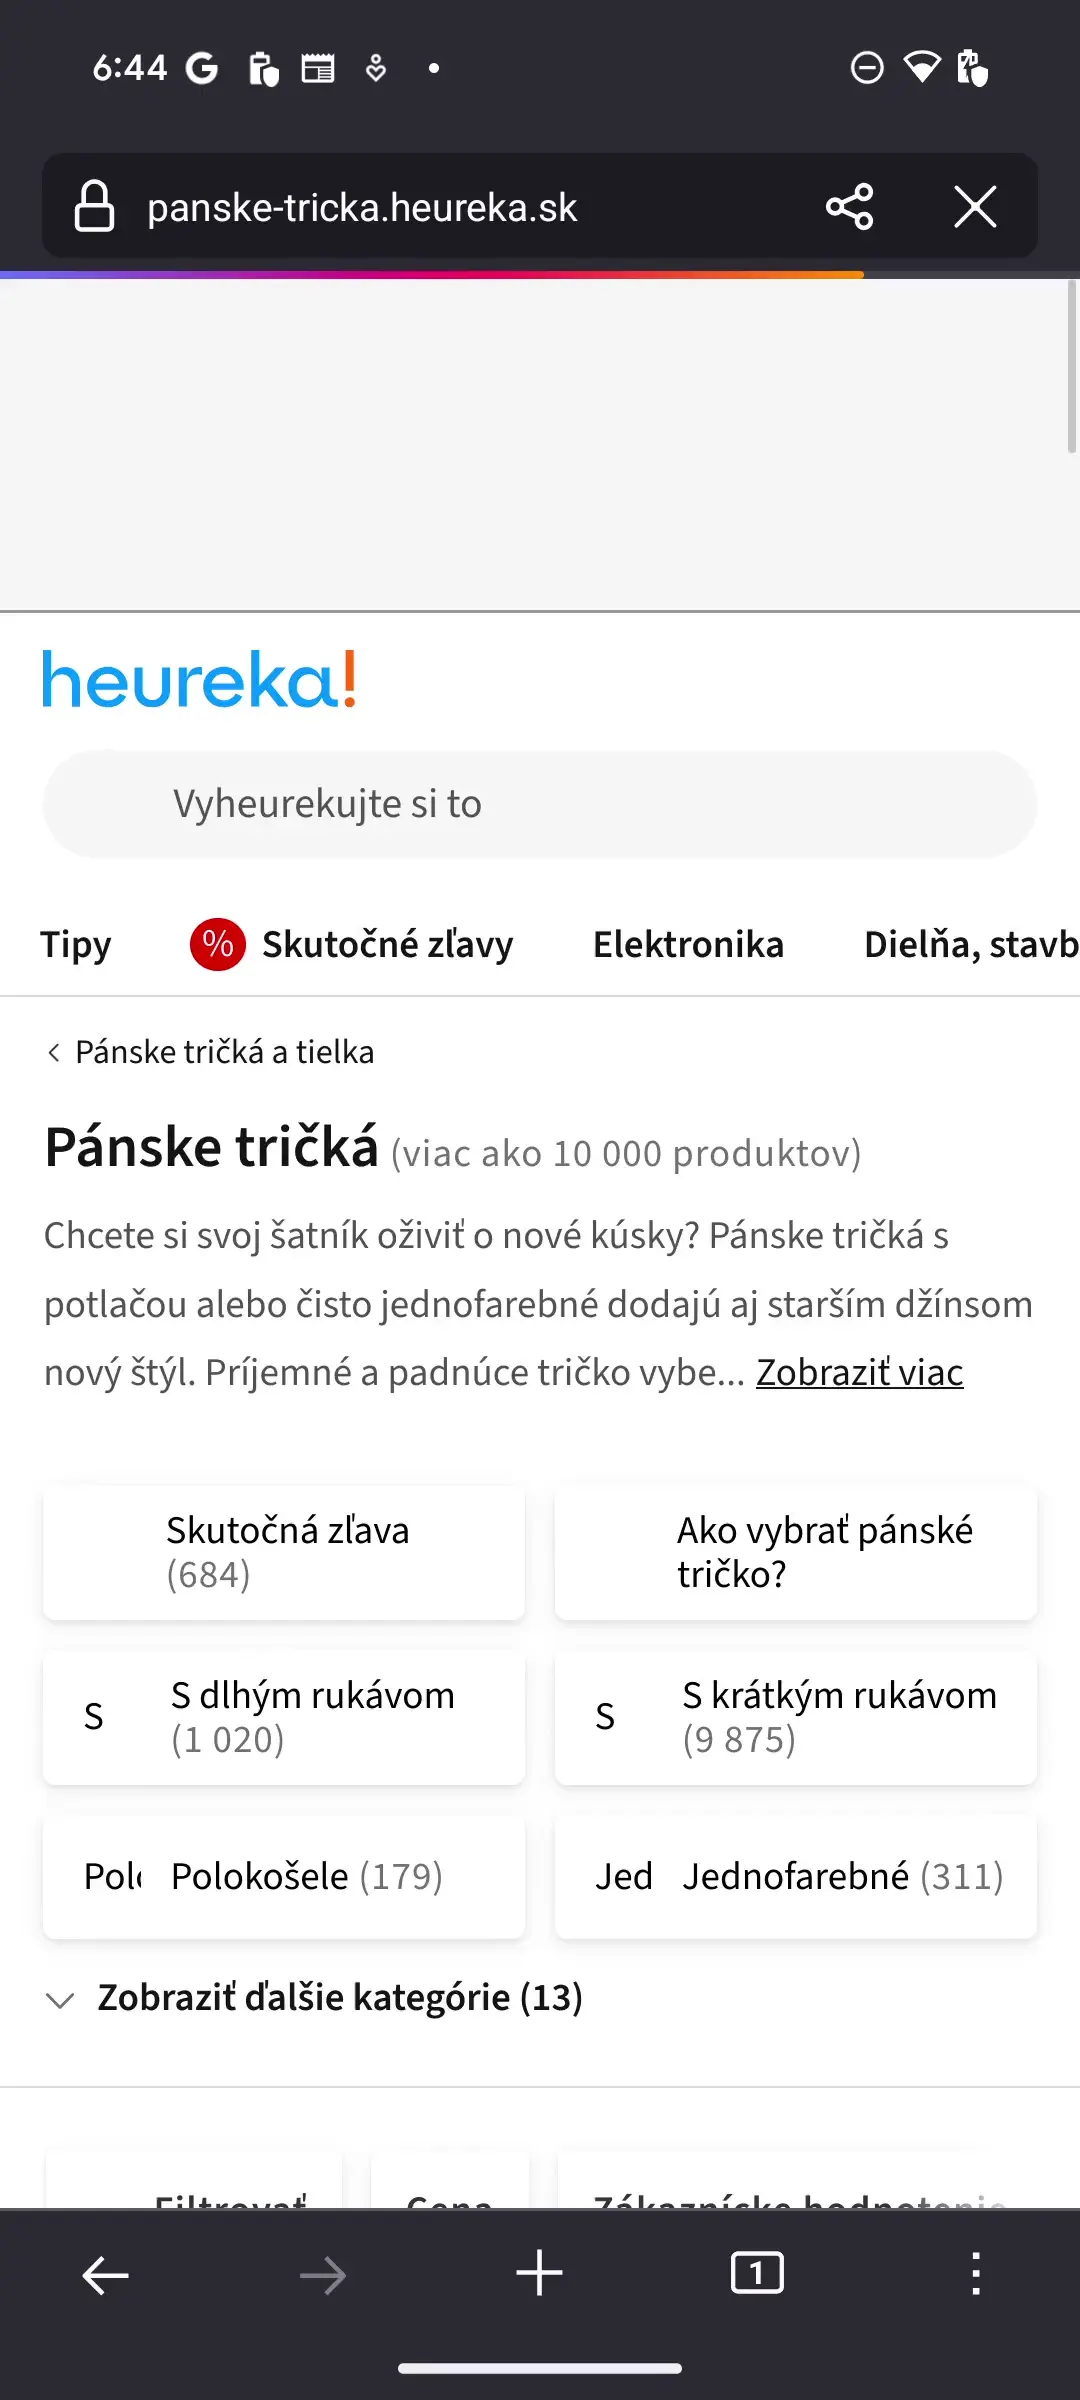 6:44
panske-tricka.heureka.sk
heureka!
Vyheurekujte si to
Tipy % Skutočné zľavy Elektronika Dielňa, stavb
Pánske tričká a tielka
Pánske tričká (viac ako 10 000 produktov)
Chcete si svoj šatník oživiť o nové kúsky? Pánske tričká s
potlačou alebo čisto jednofarebné dodajú aj starším džínsom
nový štýl. Príjemné a padnúce tričko vybe... Zobraziť viac
Skutočná zľava
(684)
Ako vybrať pánské
tričko?
S
S dlhým rukávom
(1 020)
S
S krátkým rukávom
(9 875)
Pol Polokošele (179)
Jed Jednofarebné (311)
Zobraziť ďalšie kategórie (13)
Filtrovať Cena Zákaznícke hodnotenie
1